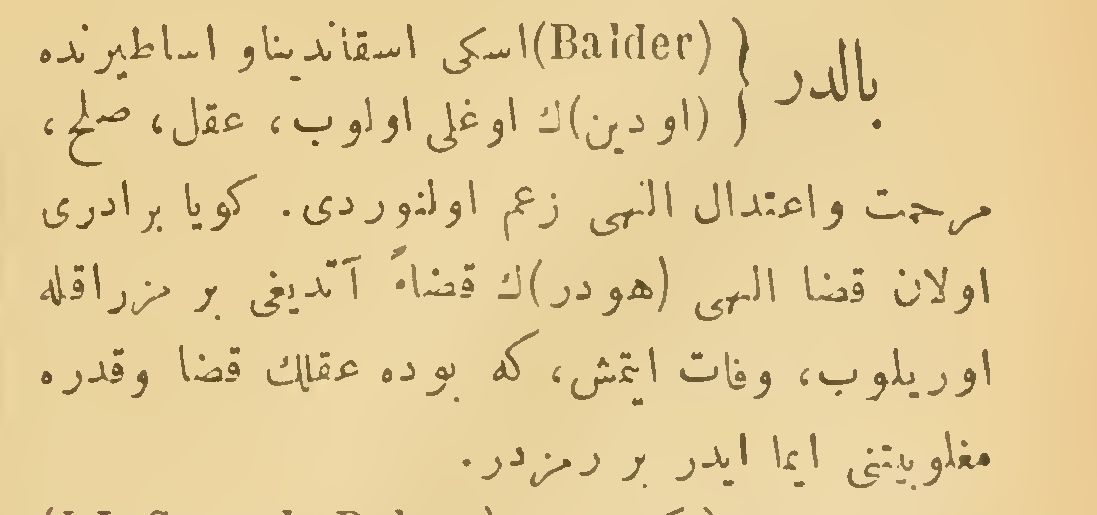 بالدر { (Balder) اسکی اسقاندیناو اساطیرنده
(اودین)ك اوغلی اولوب، عقل، صلح،
مرحمت واعتدال الهی زعم اولنوردی. کویا برادری
اولان قضا الهی (هودر)ك قضاءً آتدیغی بر مزراقله
اوریلوب، وفات ایتمش، که بوده عقلك قضا وقدره
مغلوبیتنی ایما ایدر بر رمزدر.